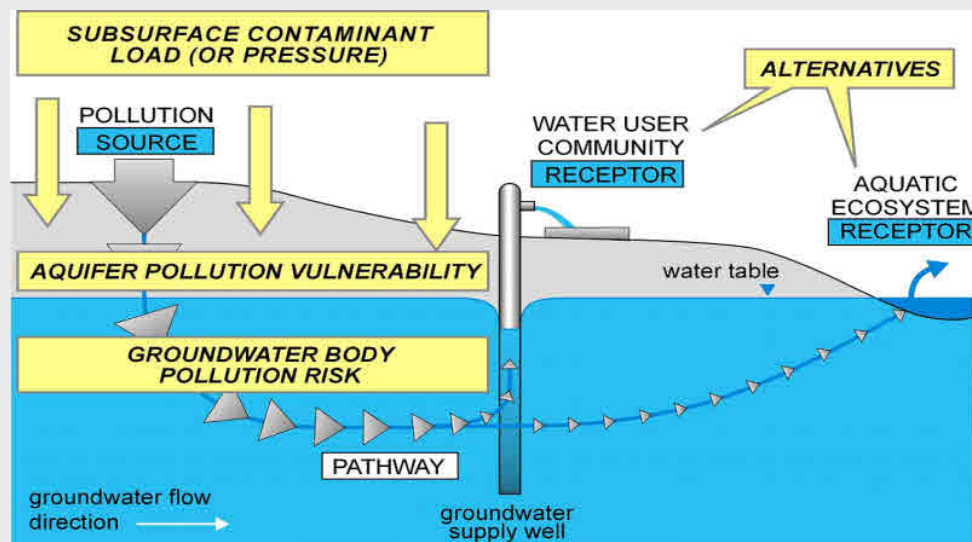 SUBSURFACE CONTAMINANT
LOAD (OR PRESSURE)
ALTERNATIVES
POLLUTION
SOURCE
WATER USER
COMMUNITY
RECEPTOR
AQUATIC
ECOSYSTEM
RECEPTOR
AQUIFER POLLUTION VULNERABILITY
water table
GROUNDWATER BODY
POLLUTION RISK
PATHWAY
groundwater flow
direction
groundwater
supply well